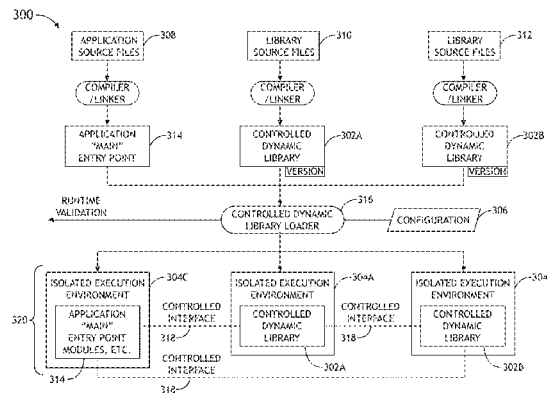 300
APPLICATION
SOURCE FILES
308
LIBRARY
SOURCE FILES
310
LIBRARY
SOURCE FILES
312
COMPILER
/LINKER
COMPILER
/LINKER
COMPILER
/LINKER
APPLICATION
"MAIN"
ENTRY POINT
314
CONTROLLED
DYNAMIC
LIBRARY
302A
VERSION
CONTROLLED
DYNAMIC
LIBRARY
302B
VERSION
RUNTIME
VALIDATION
CONTROLLED DYNAMIC
LIBRARY LOADER
316
CONFIGURATION
306
320
ISOLATED EXECUTION
ENVIRONMENT
304C
APPLICATION
"MAIN"
ENTRY POINT
MODULES, ETC.
314
CONTROLLED
INTERFACE
318
ISOLATED EXECUTION
ENVIRONMENT
304A
CONTROLLED
DYNAMIC
LIBRARY
302A
CONTROLLED
INTERFACE
318
ISOLATED EXECUTION
ENVIRONMENT
304
CONTROLLED
DYNAMIC
LIBRARY
302B
CONTROLLED
INTERFACE
318